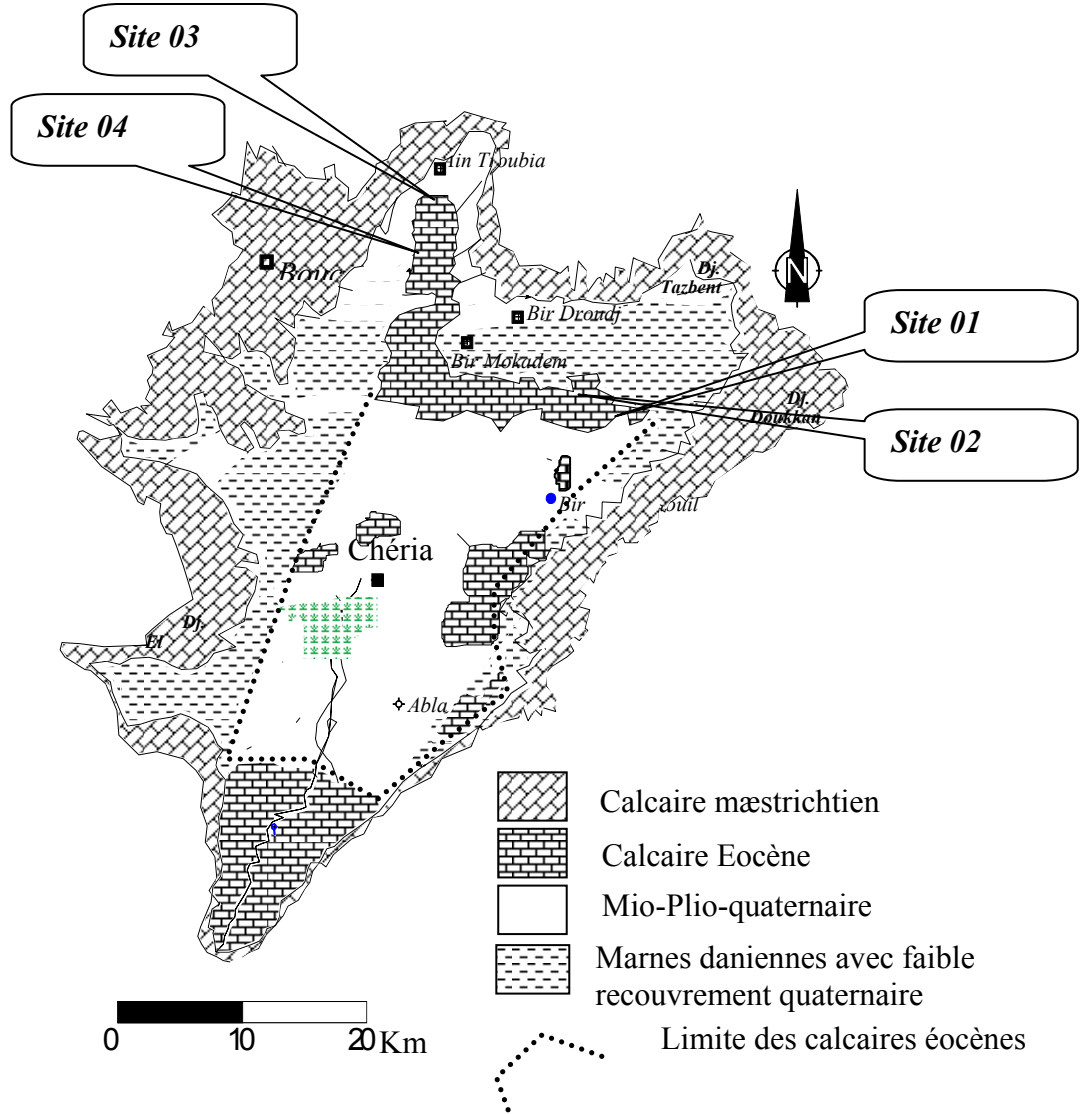 Site 03
Site 04
Ain Troubia
Dj.
Tazbent
N
Site 01
Bir Droudj
Bir Mokadem
Dj.
Doukkan
Site 02
Bir
Chéria
Dj.
El
Abla
Calcaire mæstrichtien
Calcaire Eocène
Mio-Plio-quaternaire
Marnes daniennes avec faible
recouvrement quaternaire
0 10 20 Km
Limite des calcaires éocènes